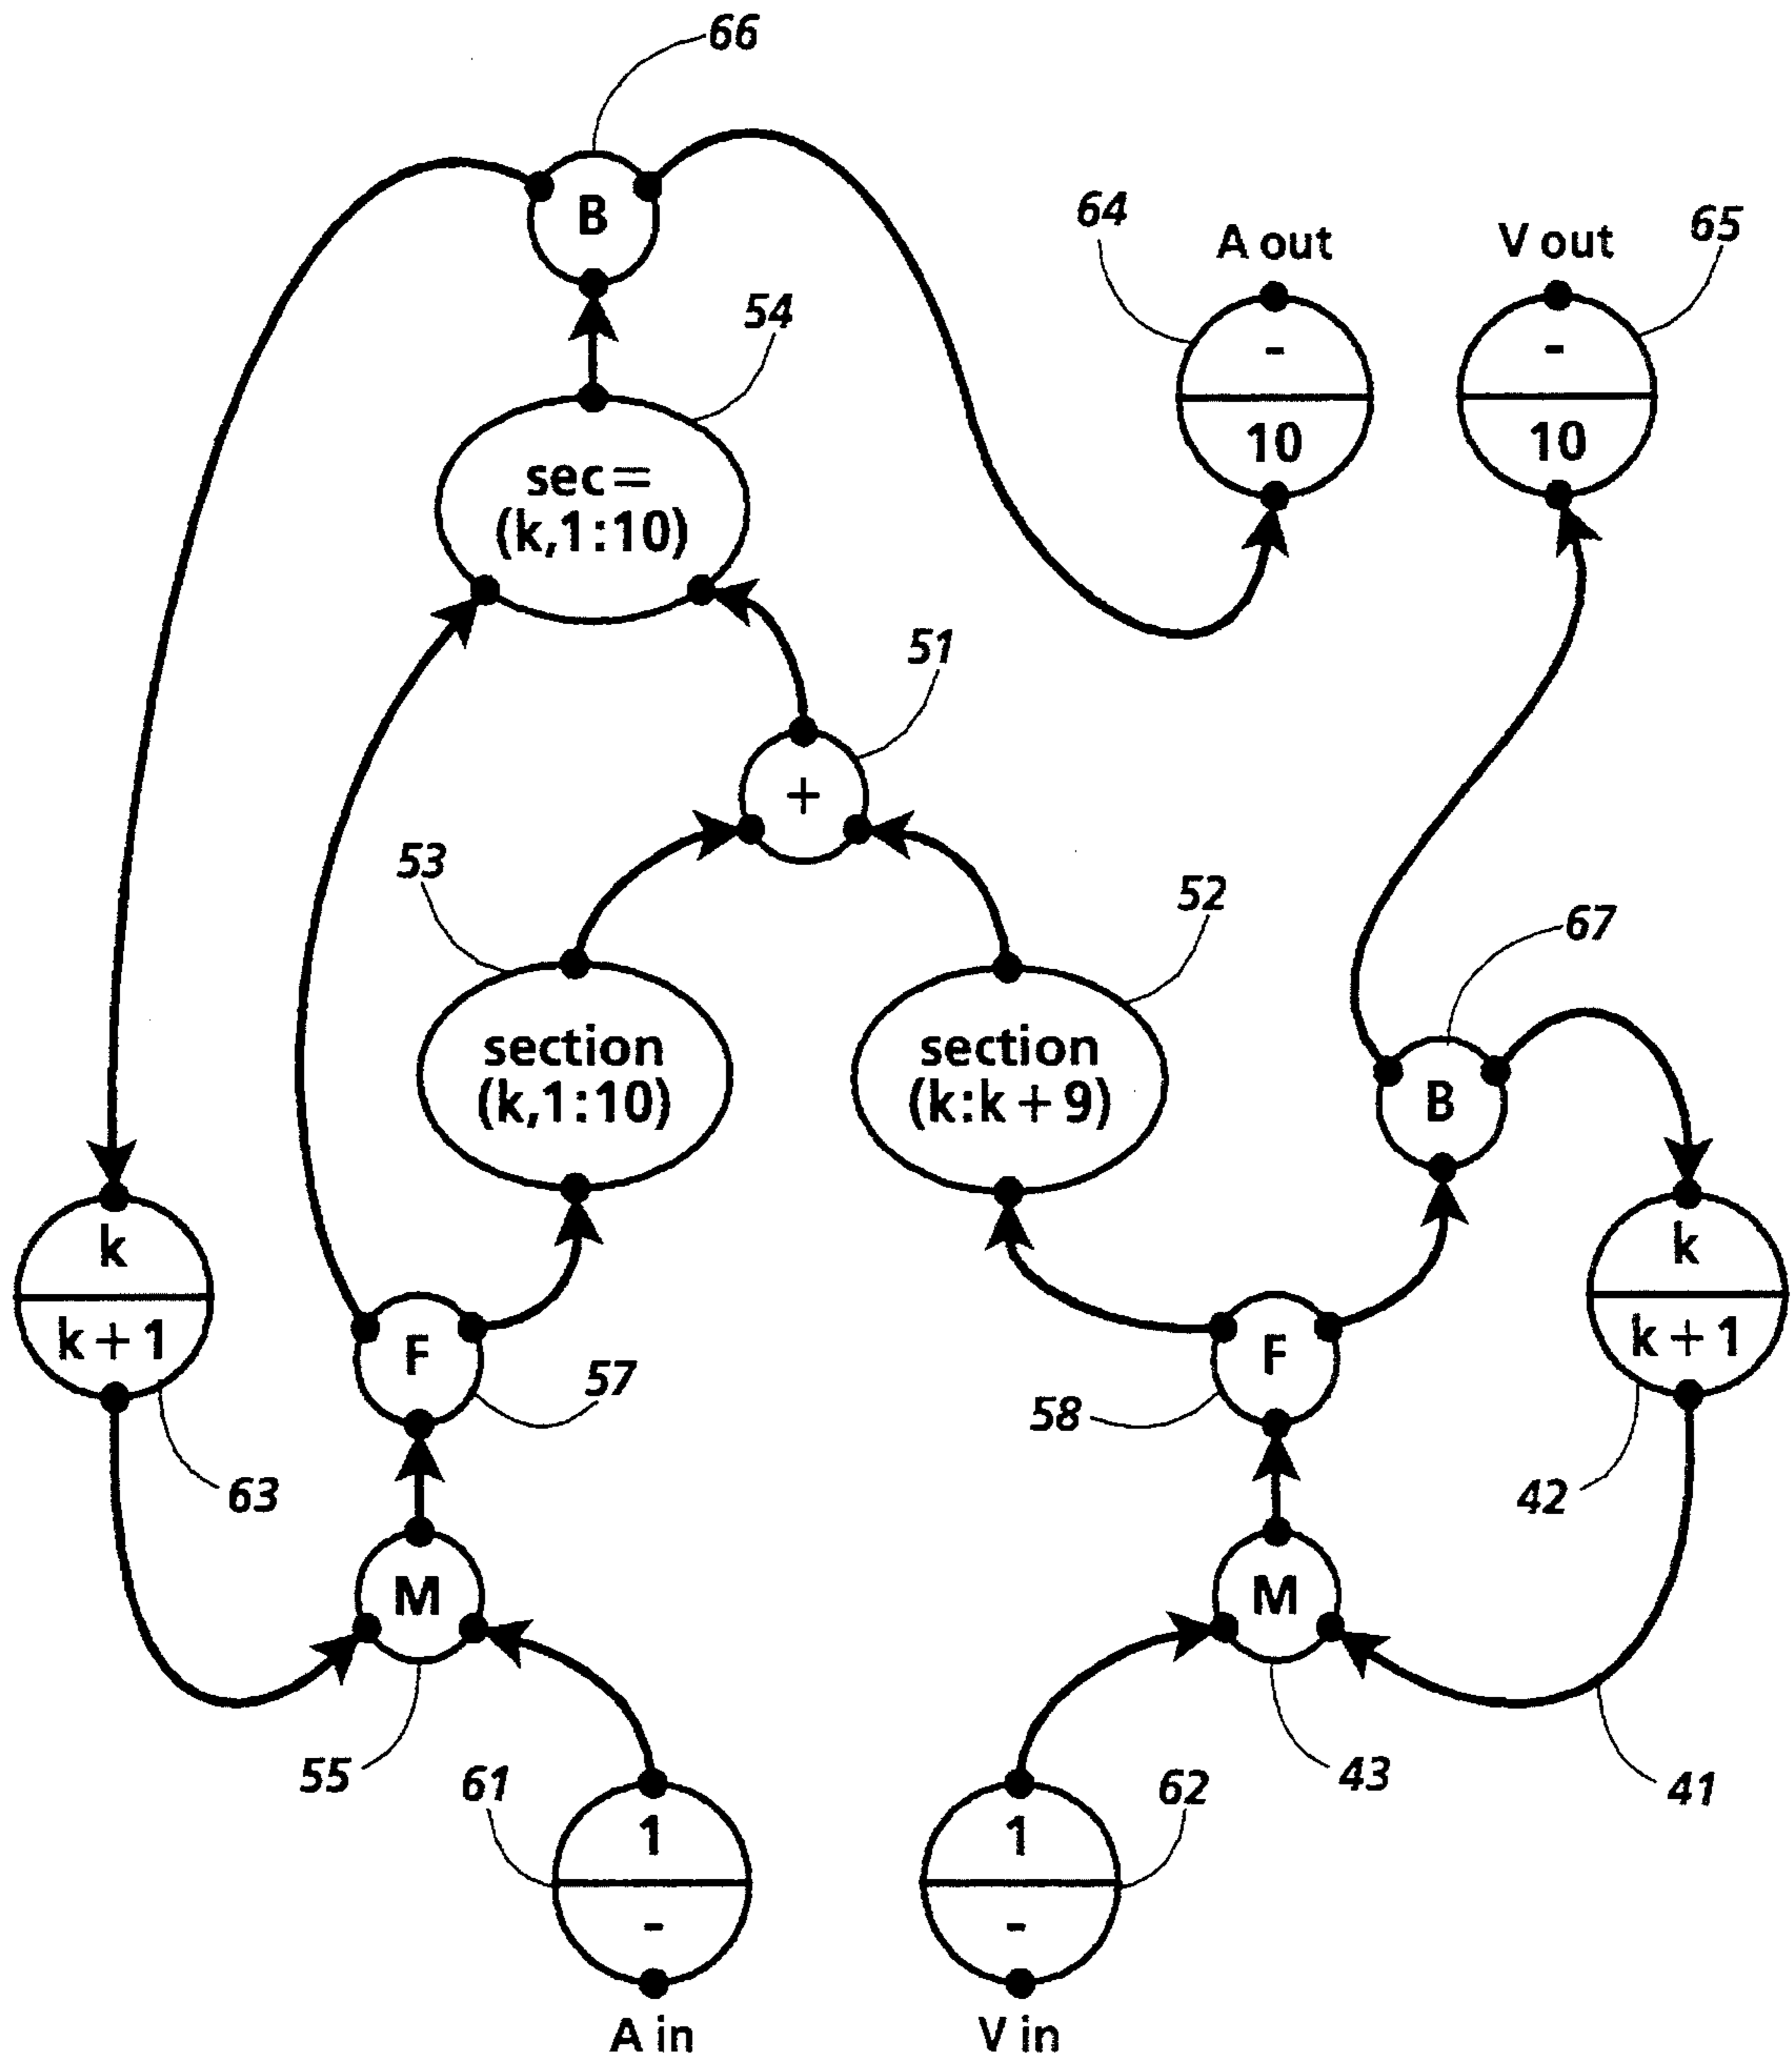 66
B
64
A out
V out
65
54
-
10
-
10
sec=
(k,1:10)
51
+
53
52
67
section
(k,1:10)
section
(k:k+9)
B
k
k+1
k
k+1
F
57
F
58
63
42
M
M
55
61
1
-
A in
1
-
V in
62
43
41